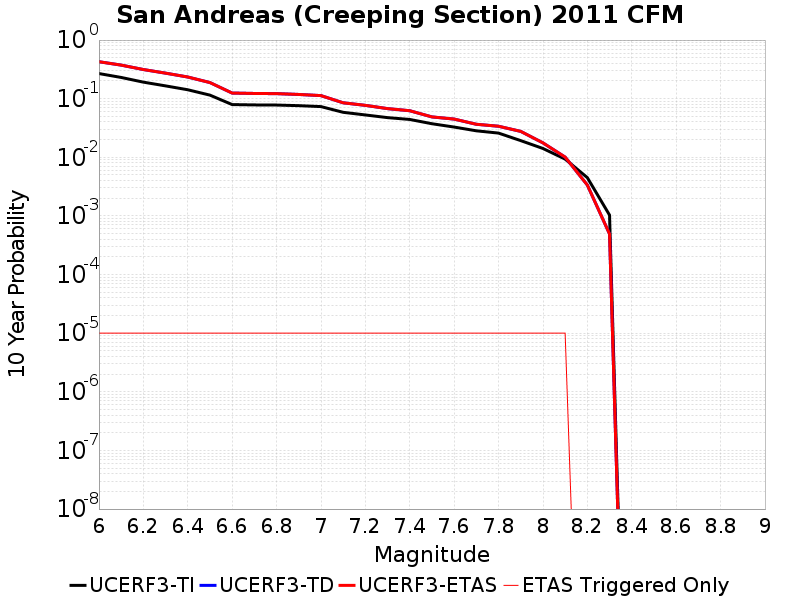 San Andreas (Creeping Section) 2011 CFM
10^0
10^-1
10^-2
10^-3
10^-4
10^-5
10^-6
10^-7
10^-8
10 Year Probability
6 6.2 6.4 6.6 6.8 7 7.2 7.4 7.6 7.8 8 8.2 8.4 8.6 8.8 9
Magnitude
UCERF3-TI UCERF3-TD UCERF3-ETAS ETAS Triggered Only